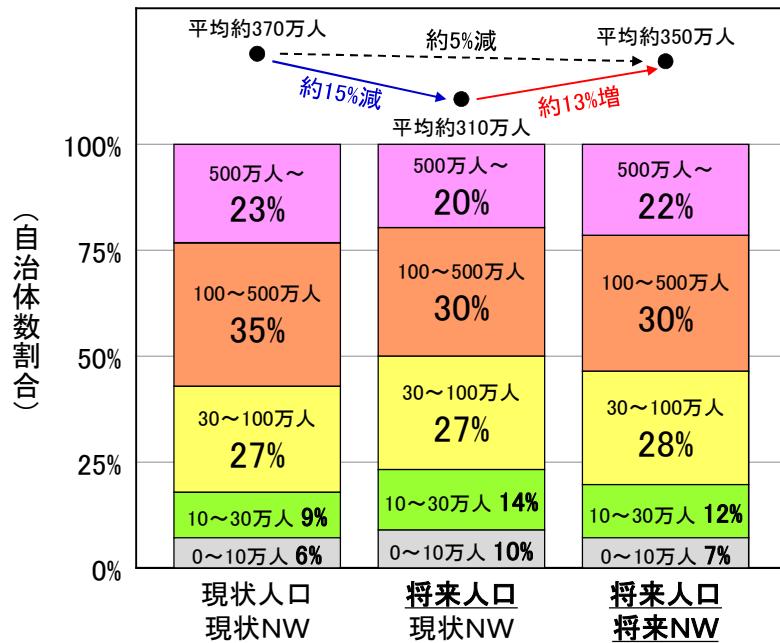 平均約370万人
約5%減
平均約350万人
約15%減
約13%増
平均約310万人
（自治体数割合）
100%
75%
50%
25%
0%
500万人～
23%
100～500万人
35%
30～100万人
27%
10～30万人 9%
0～10万人 6%
500万人～
20%
100～500万人
30%
30～100万人
27%
10～30万人 14%
0～10万人 10%
500万人～
22%
100～500万人
30%
30～100万人
28%
10～30万人 12%
0～10万人 7%
現状人口
現状NW
将来人口
現状NW
将来人口
将来NW